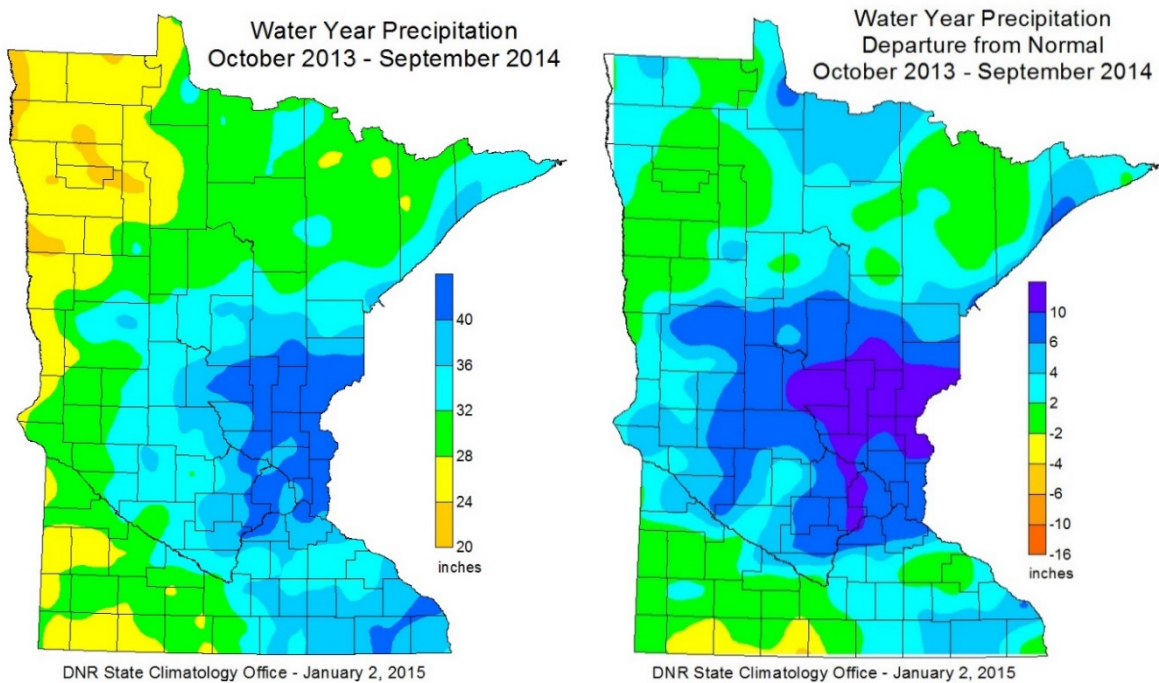 Water Year Precipitation
October 2013 - September 2014
40
36
32
28
24
20
inches
DNR State Climatology Office - January 2, 2015
Water Year Precipitation
Departure from Normal
October 2013 - September 2014
10
6
4
2
-2
-4
-6
-10
-16
inches
DNR State Climatology Office - January 2, 2015